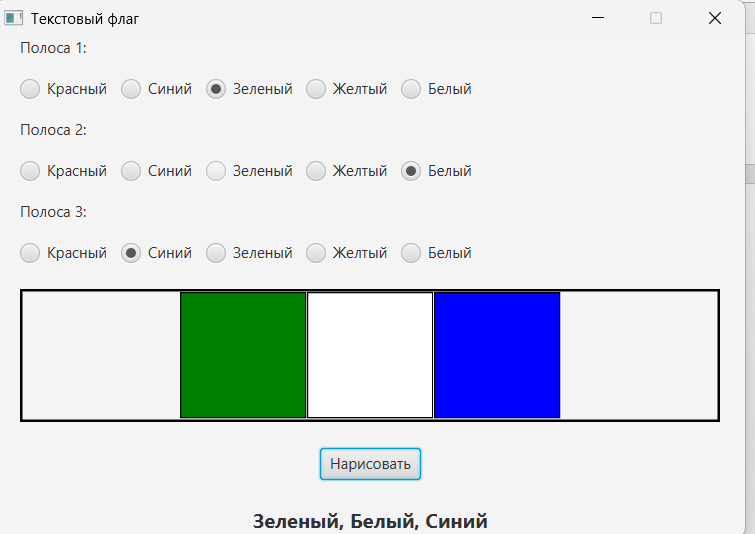 Текстовый флаг
Полоса 1:
Красный Синий Зеленый Желтый Белый
Полоса 2:
Красный Синий Зеленый Желтый Белый
Полоса 3:
Красный Синий Зеленый Желтый Белый
Нарисовать
Зеленый, Белый, Синий